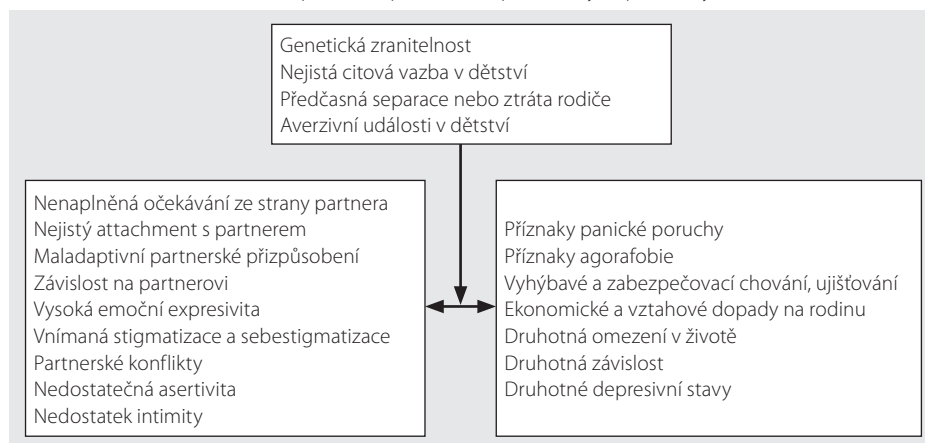 Genetická zranitelnost
Nejistá citová vazba v dětství
Předčasná separace nebo ztráta rodiče
Averzivní události v dětství
Nenaplněná očekávání ze strany partnera
Nejistý attachment s partnerem
Maladaptivní partnerské přizpůsobení
Závislost na partnerovi
Vysoká emoční expresivita
Vnímaná stigmatizace a sebestigmatizace
Partnerské konflikty
Nedostatečná asertivita
Nedostatek intimity
Příznaky panické poruchy
Příznaky agorafobie
Vyhýbavé a zabezpečovací chování, ujišťování
Ekonomické a vztahové dopady na rodinu
Druhotná omezení v životě
Druhotná závislost
Druhotné depresivní stavy